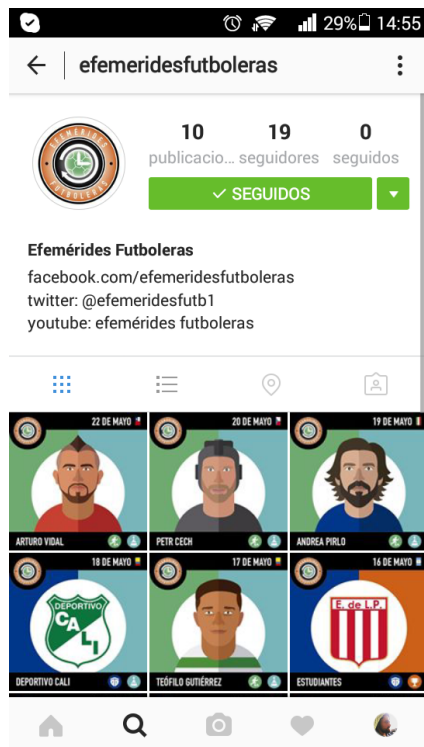 29% 14:55
efemeridesfutboleras
EFEMÉRIDES
FUTBOLERAS
10 19 0
publicacio... seguidores seguidos
SEGUIDOS
Efemérides Futboleras
facebook.com/efemeridesfutboleras
twitter: @efemeridesfutb1
youtube: efemérides futboleras
22 DE MAYO
20 DE MAYO
19 DE MAYO
ARTURO VIDAL
PETR CECH
ANDREA PIRLO
18 DE MAYO
17 DE MAYO
16 DE MAYO
DEPORTIVO
CALI
E. de L.P.
DEPORTIVO CALI
TEÓFILO GUTIÉRREZ
ESTUDIANTES